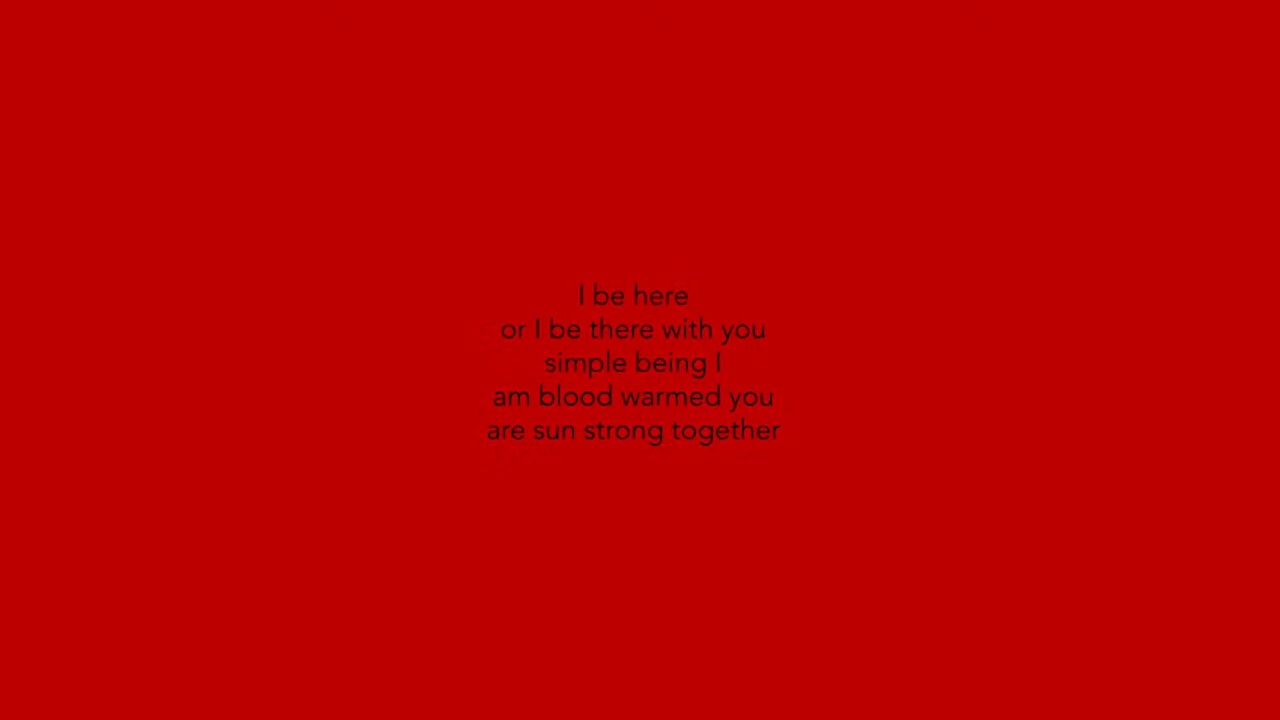 I be here
or I be there with you
simple being I
am blood warmed you
are sun strong together